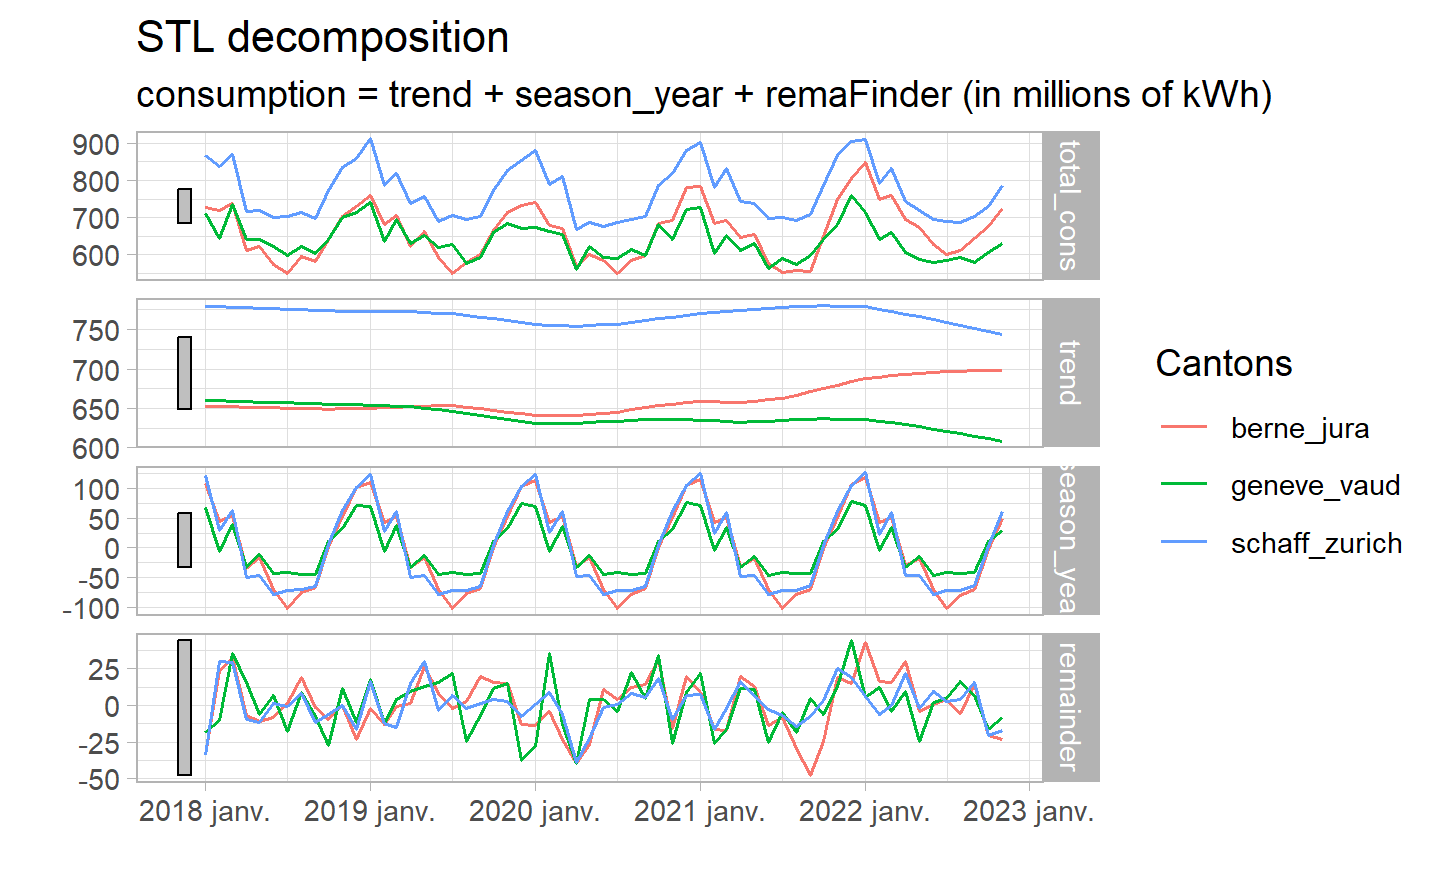 STL decomposition
consumption = trend + season_year + remaFinder (in millions of kWh)
900
800
700
600
total_cons
750
700
650
600
trend
100
50
0
-50
-100
season_yea
25
0
-25
-50
remainder
2018 janv.
2019 janv.
2020 janv.
2021 janv.
2022 janv.
2023 janv.
Cantons
berne_jura
geneve_vaud
schaff_zurich